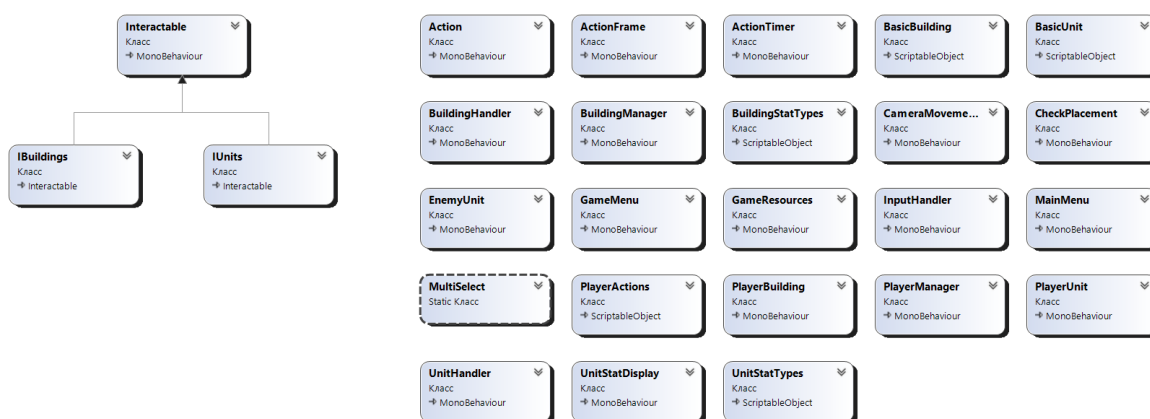 Interactable
Класс
MonoBehaviour
IBuildings
Класс
Interactable
IUnits
Класс
Interactable
Action
Класс
MonoBehaviour
ActionFrame
Класс
MonoBehaviour
ActionTimer
Класс
MonoBehaviour
BasicBuilding
Класс
ScriptableObject
BasicUnit
Класс
ScriptableObject
BuildingHandler
Класс
MonoBehaviour
BuildingManager
Класс
MonoBehaviour
BuildingStatTypes
Класс
ScriptableObject
CameraMoveme...
Класс
MonoBehaviour
CheckPlacement
Класс
MonoBehaviour
EnemyUnit
Класс
MonoBehaviour
GameMenu
Класс
MonoBehaviour
GameResources
Класс
MonoBehaviour
InputHandler
Класс
MonoBehaviour
MainMenu
Класс
MonoBehaviour
MultiSelect
Static Класс
PlayerActions
Класс
ScriptableObject
PlayerBuilding
Класс
MonoBehaviour
PlayerManager
Класс
MonoBehaviour
PlayerUnit
Класс
MonoBehaviour
UnitHandler
Класс
MonoBehaviour
UnitStatDisplay
Класс
MonoBehaviour
UnitStatTypes
Класс
ScriptableObject